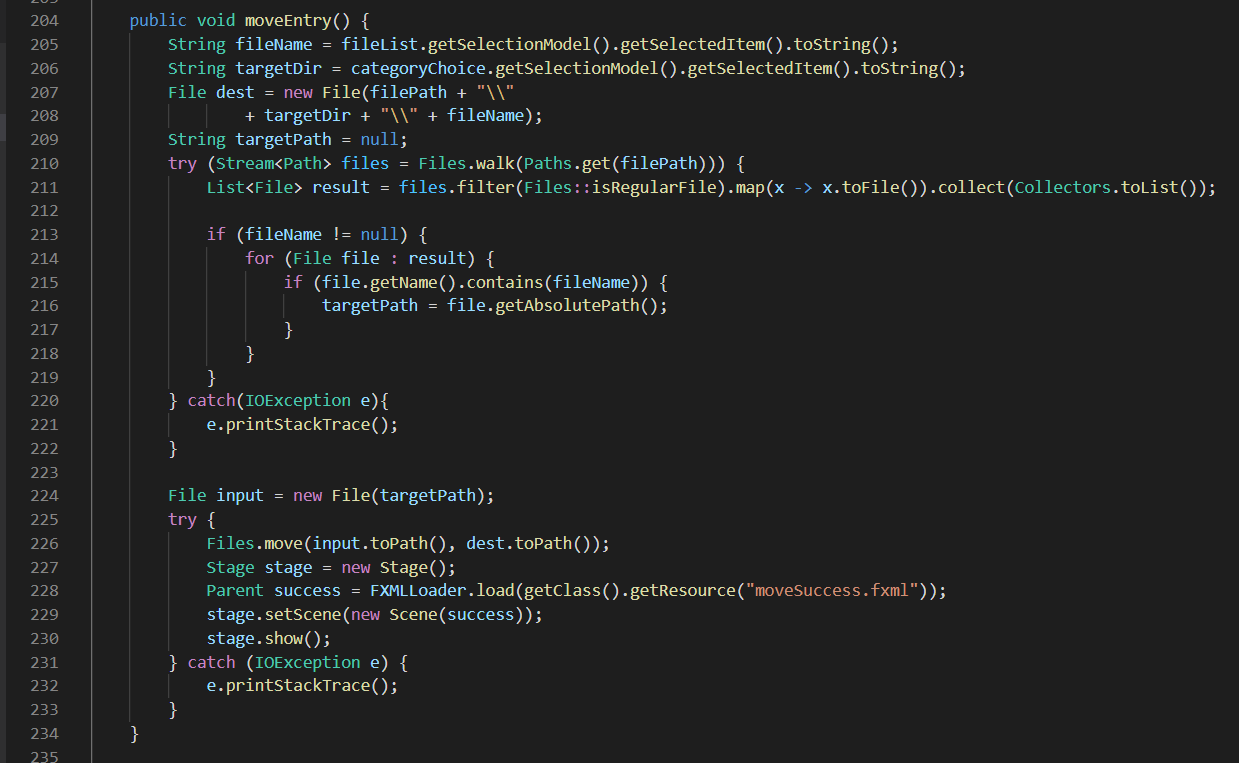 204 public void moveEntry() {
205 String fileName = fileList.getSelectionModel().getSelectedItem().toString();
206 String targetDir = categoryChoice.getSelectionModel().getSelectedItem().toString();
207 File dest = new File(filePath + "\\"
208 + targetDir + "\\" + fileName);
209 String targetPath = null;
210 try (Stream<Path> files = Files.walk(Paths.get(filePath))) {
211 List<File> result = files.filter(Files::isRegularFile).map(x -> x.toFile()).collect(Collectors.toList());
212
213 if (fileName != null) {
214 for (File file : result) {
215 if (file.getName().contains(fileName)) {
216 targetPath = file.getAbsolutePath();
217 }
218 }
219 }
220 } catch(IOException e){
221 e.printStackTrace();
222 }
223
224 File input = new File(targetPath);
225 try {
226 Files.move(input.toPath(), dest.toPath());
227 Stage stage = new Stage();
228 Parent success = FXMLLoader.load(getClass().getResource("moveSuccess.fxml"));
229 stage.setScene(new Scene(success));
230 stage.show();
231 } catch (IOException e) {
232 e.printStackTrace();
233 }
234 }
235